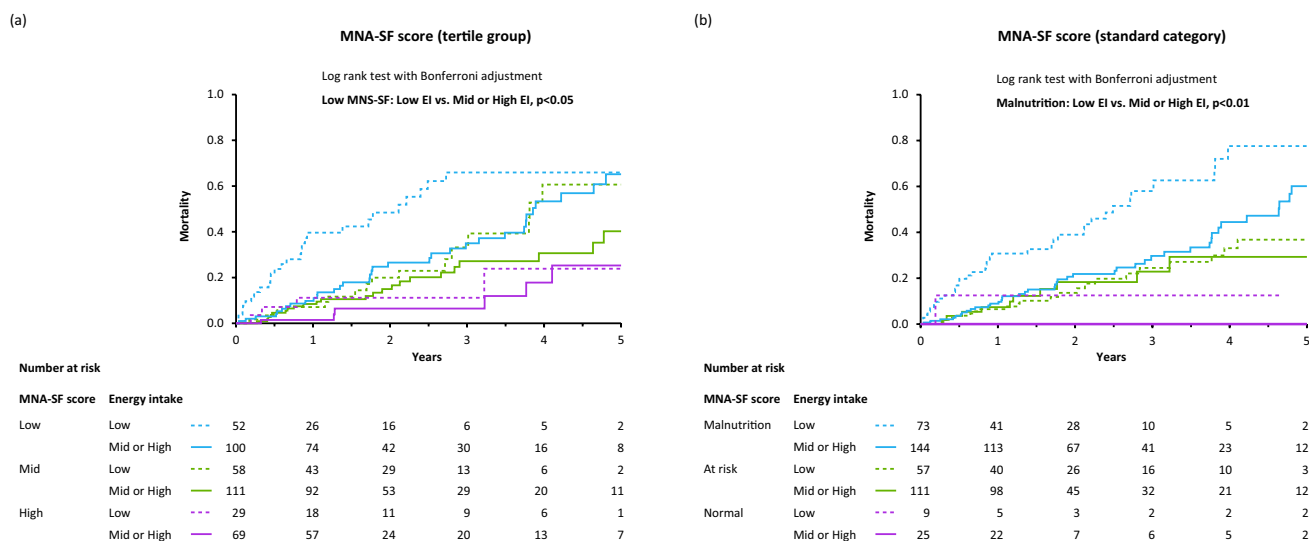 (a)
MNA-SF score (tertile group)
Log rank test with Bonferroni adjustment
Low MNS-SF: Low EI vs. Mid or High EI, p<0.05
1.0
0.8
0.6
0.4
0.2
0.0
Mortality
0 1 2 3 4 5
Years
Number at risk
MNA-SF score Energy intake
Low Low 52 26 16 6 5 2
Mid or High 100 74 42 30 16 8
Mid Low 58 43 29 13 6 2
Mid or High 111 92 53 29 20 11
High Low 29 18 11 9 6 1
Mid or High 69 57 24 20 13 7
(b)
MNA-SF score (standard category)
Log rank test with Bonferroni adjustment
Malnutrition: Low EI vs. Mid or High EI, p<0.01
1.0
0.8
0.6
0.4
0.2
0.0
Mortality
0 1 2 3 4 5
Years
Number at risk
MNA-SF score Energy intake
Malnutrition Low 73 41 28 10 5 2
Mid or High 144 113 67 41 23 12
At risk Low 57 40 26 16 10 3
Mid or High 111 98 45 32 21 12
Normal Low 9 5 3 2 2 2
Mid or High 25 22 7 6 5 2